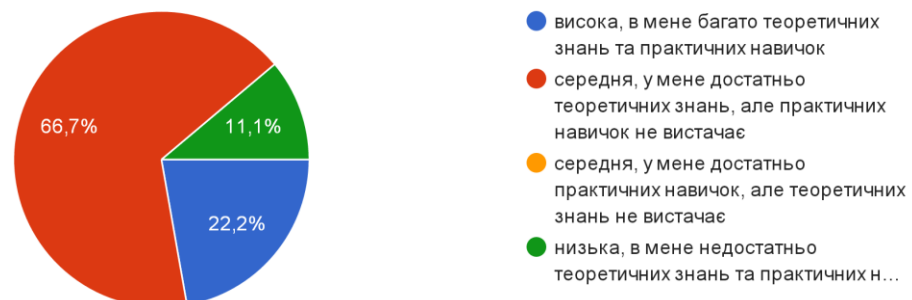 66,7%
11,1%
22,2%
висока, в мене багато теоретичних
знань та практичних навичок
середня, у мене достатньо
теоретичних знань, але практичних
навичок не вистачає
середня, у мене достатньо
практичних навичок, але теоретичних
знань не вистачає
низька, в мене недостатньо
теоретичних знань та практичних н…